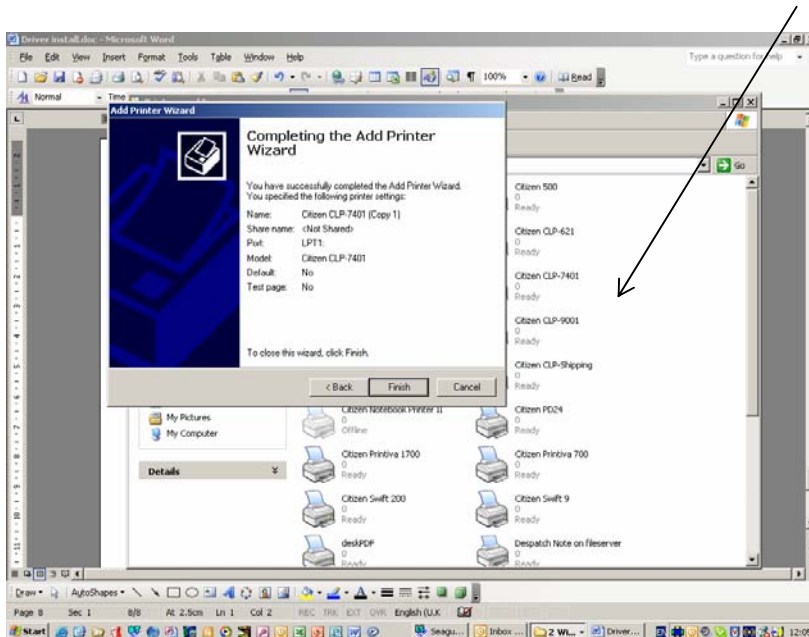 Driver install.doc - Microsoft Word
File Edit View Insert Format Tools Table Window Help
Type a question for help
100%
Read
Normal
Time
Add Printer Wizard
Go
Completing the Add Printer
Wizard
You have successfully completed the Add Printer Wizard.
You specified the following printer settings:
Name: Citizen CLP-7401 (Copy 1)
Share name: <Not Shared>
Port: LPT1:
Model: Citizen CLP-7401
Default: No
Test page: No
To close this wizard, click Finish.
< Back Finish Cancel
Citizen 500
0
Ready
Citizen CLP-621
0
Ready
Citizen CLP-7401
0
Ready
Citizen CLP-9001
0
Ready
Citizen CLP-Shipping
0
Ready
My Pictures
My Computer
Details
Citizen Notebook Printer II
0
Offline
Citizen PD24
0
Ready
Citizen Printiva 1700
0
Ready
Citizen Printiva 700
0
Ready
Citizen Swift 200
0
Ready
Citizen Swift 9
0
Ready
deskPDF
0
Ready
Despatch Note on fileserver
0
Ready
Draw AutoShapes
Page 8 Sec 1 8/8 At 2.5cm Ln 1 Col 2 REC TRK EXT OVR English (U.K
Start
Seagu... Inbox ... 2 Wi... Driver... 12:05